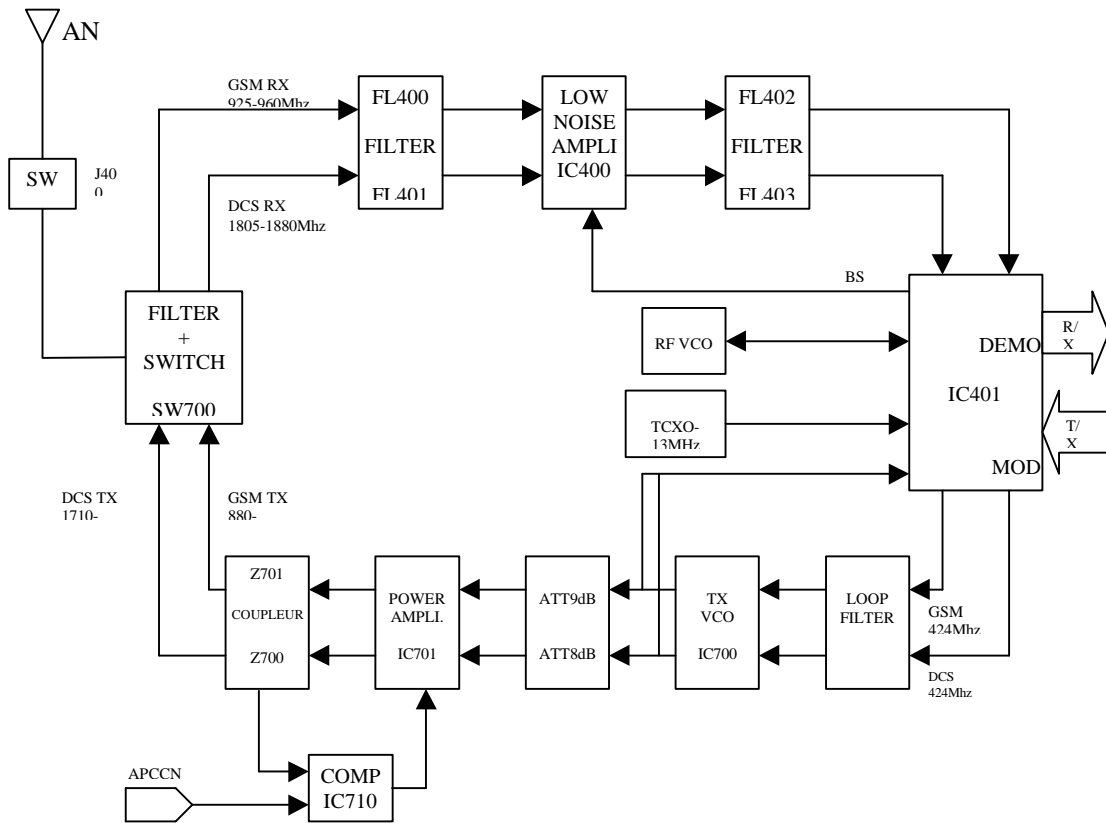 AN
GSM RX
925-960Mhz
SW
J40
0
DCS RX
1805-1880Mhz
FL400
FILTER
FL401
LOW
NOISE
AMPLI
IC400
FL402
FILTER
FL403
FILTER
+
SWITCH
SW700
BS
RF VCO
TCXO-
13MHz
DEMO
IC401
MOD
R/
X
T/
X
DCS TX
1710-
GSM TX
880-
Z701
COUPLEUR
Z700
POWER
AMPLI.
IC701
ATT9dB
ATT8dB
TX
VCO
IC700
LOOP
FILTER
GSM
424Mhz
DCS
424Mhz
APCCN
COMP
IC710